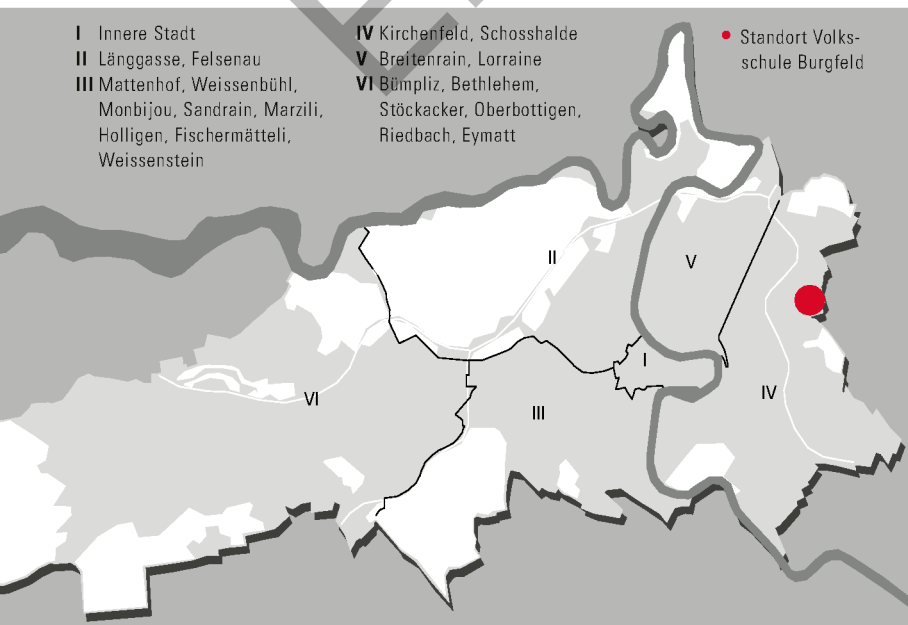 I Innere Stadt
II Länggasse, Felsenau
III Mattenhof, Weissenbühl,
Monbijou, Sandrain, Marzili,
Holligen, Fischermätteli,
Weissenstein
IV Kirchenfeld, Schosshalde
V Breitenrain, Lorraine
VI Bümpliz, Bethlehem,
Stöckacker, Oberbottigen,
Riedbach, Eymatt
Standort Volks-
schule Burgfeld
II
V
I
IV
VI
III